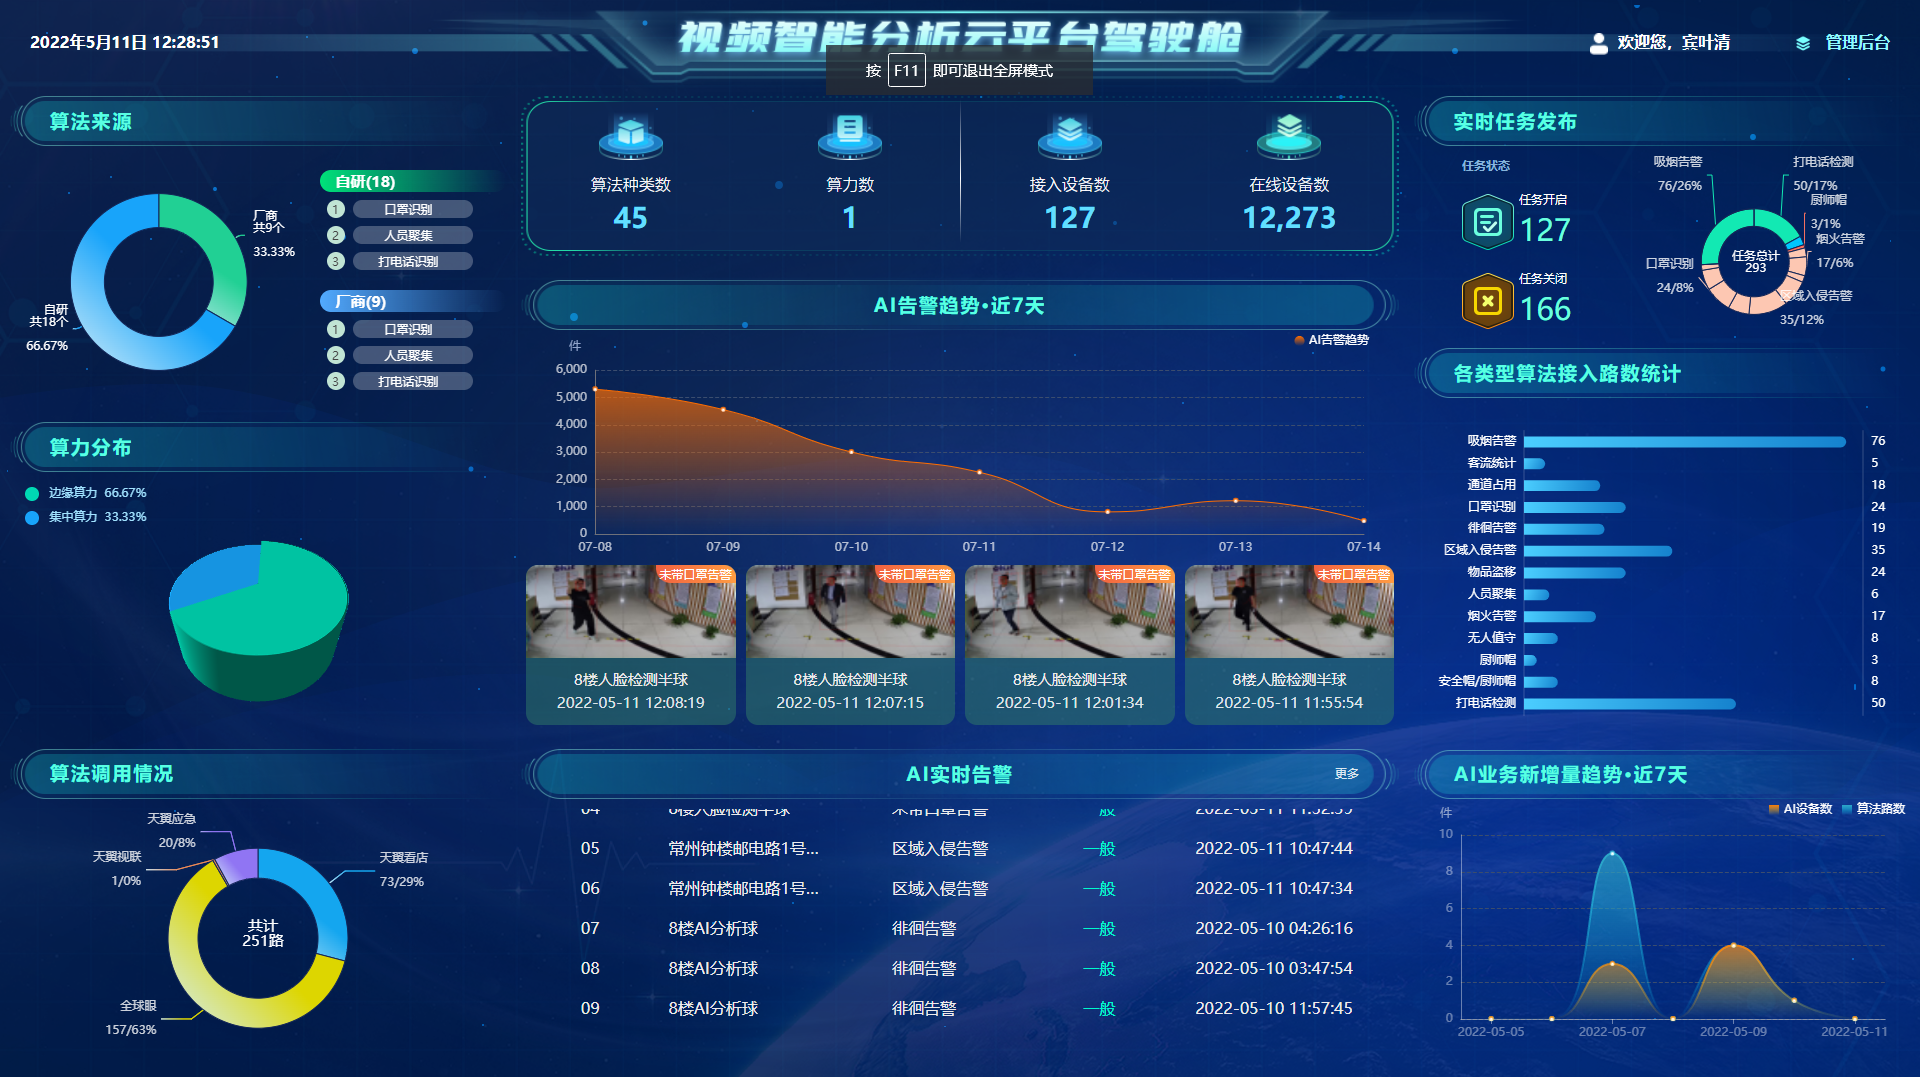 2022年5月11日 12:28:51
视频智能分析云平台驾驶舱
欢迎您，宾叶清
管理后台
按 F11 即可退出全屏模式
算法来源
厂商
共9个
33.33%
自研
共18个
66.67%
自研(18)
1 口罩识别
2 人员聚集
3 打电话识别
厂商(9)
1 口罩识别
2 人员聚集
3 打电话识别
算法种类数
45
算力数
1
接入设备数
127
在线设备数
12,273
实时任务发布
任务状态
任务开启
127
任务关闭
166
吸烟告警
76/26%
打电话检测
50/17%
厨师帽
3/1%
烟火告警
17/6%
口罩识别
24/8%
区域入侵告警
35/12%
任务总计
293
AI告警趋势·近7天
件
AI告警趋势
6,000
5,000
4,000
3,000
2,000
1,000
0
07-08
07-09
07-10
07-11
07-12
07-13
07-14
算力分布
边缘算力 66.67%
集中算力 33.33%
各类型算法接入路数统计
吸烟告警 76
客流统计 5
通道占用 18
口罩识别 24
徘徊告警 19
区域入侵告警 35
物品盗移 24
人员聚集 6
烟火告警 17
无人值守 8
厨师帽 3
安全帽/厨师帽 8
打电话检测 50
未带口罩告警
8楼人脸检测半球
2022-05-11 12:08:19
未带口罩告警
8楼人脸检测半球
2022-05-11 12:07:15
未带口罩告警
8楼人脸检测半球
2022-05-11 12:01:34
未带口罩告警
8楼人脸检测半球
2022-05-11 11:55:54
算法调用情况
天翼应急
20/8%
天翼视联
1/0%
天翼看店
73/29%
共计
251路
全球眼
157/63%
AI实时告警
更多
04 8楼人脸检测半球 未带口罩告警 一般 2022-05-11 11:52:59
05 常州钟楼邮电路1号... 区域入侵告警 一般 2022-05-11 10:47:44
06 常州钟楼邮电路1号... 区域入侵告警 一般 2022-05-11 10:47:34
07 8楼AI分析球 徘徊告警 一般 2022-05-10 04:26:16
08 8楼AI分析球 徘徊告警 一般 2022-05-10 03:47:54
09 8楼AI分析球 徘徊告警 一般 2022-05-10 11:57:45
AI业务新增量趋势·近7天
件
AI设备数
算法路数
10
8
6
4
2
0
2022-05-05
2022-05-07
2022-05-09
2022-05-11